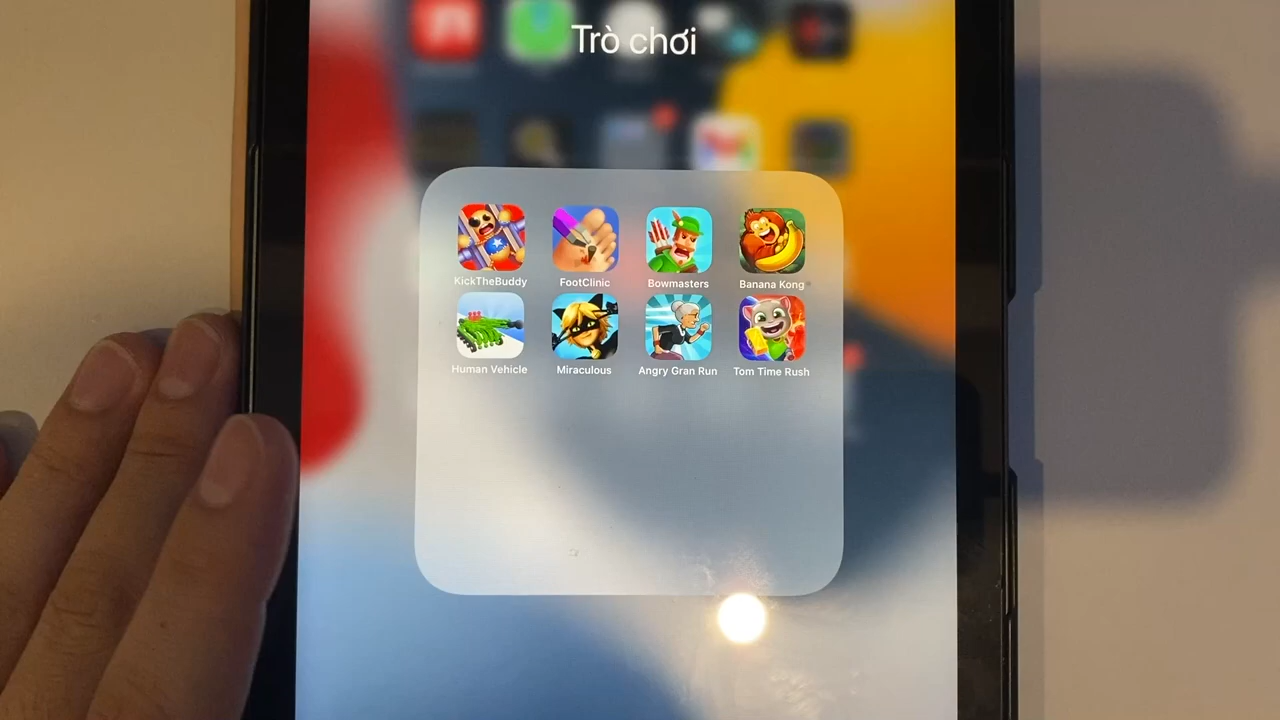 Trò chơi
KickTheBuddy FootClinic Bowmasters Banana Kong
Human Vehicle Miraculous Angry Gran Run Tom Time Rush